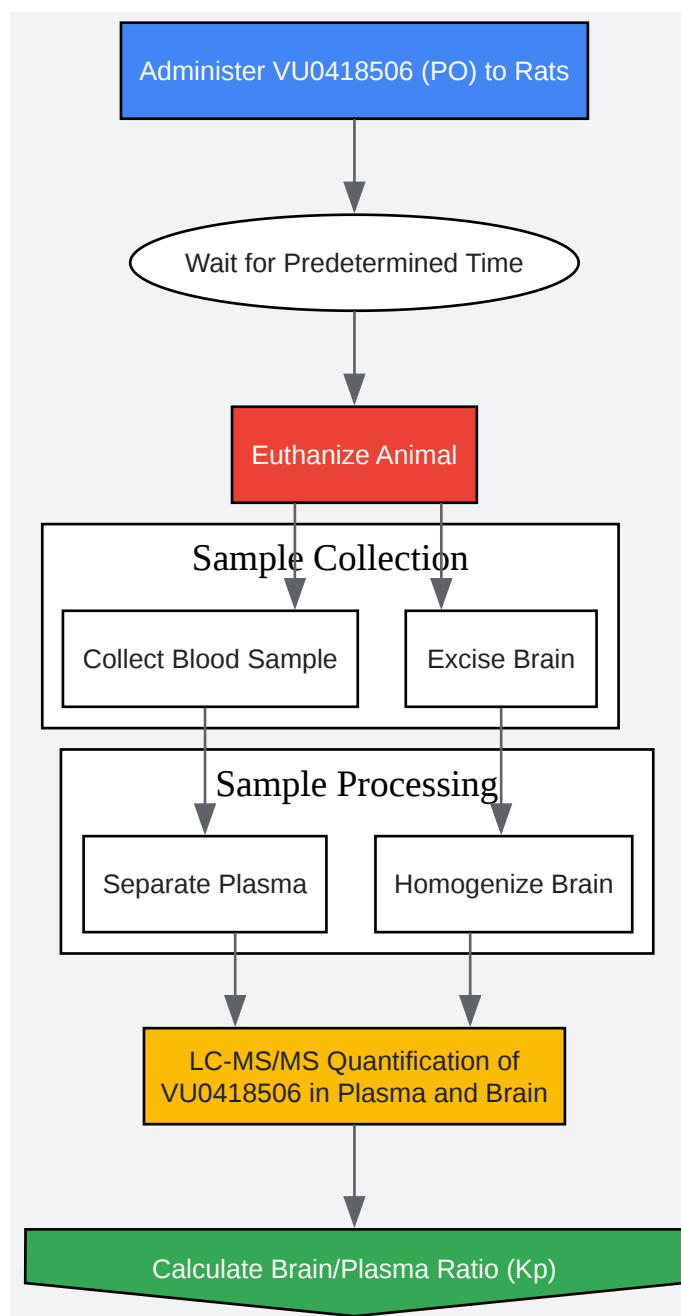 Administer VU0418506 (PO) to Rats
Wait for Predetermined Time
Euthanize Animal
Sample Collection
Collect Blood Sample
Excise Brain
Sample Processing
Separate Plasma
Homogenize Brain
LC-MS/MS Quantification of
VU0418506 in Plasma and Brain
Calculate Brain/Plasma Ratio (Kp)